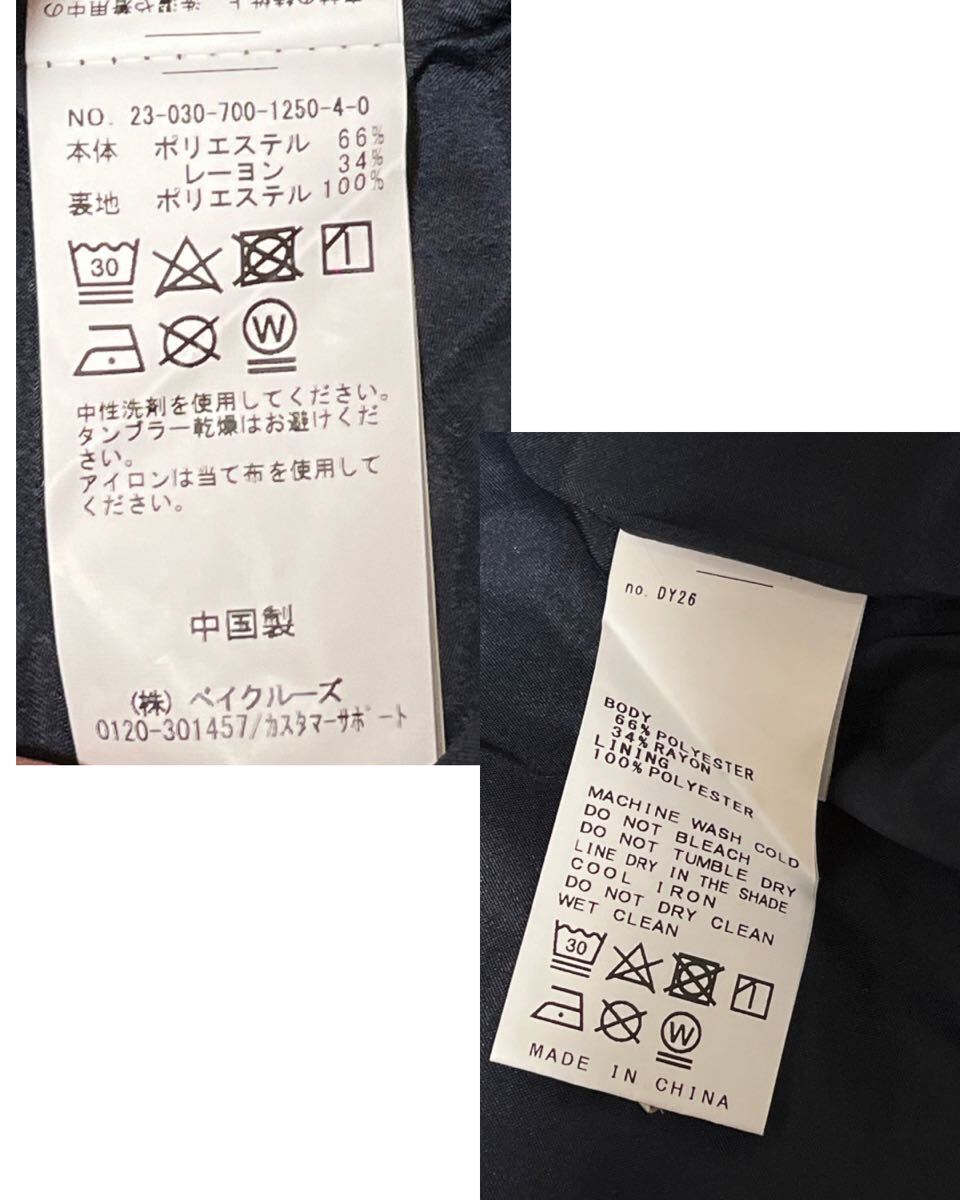 NO. 23-030-700-1250-4-0
本体 ポリエステル 66%
レーヨン 34%
裏地 ポリエステル 100%
30
W
中性洗剤を使用してください。
タンブラー乾燥はお避けくだ
さい。
アイロンは当て布を使用して
ください。
中国製
(株) ベイクルーズ
0120-301457/カスタマーサポート
no. DY26
BODY
66% POLYESTER
34% RAYON
LINING
100% POLYESTER
MACHINE WASH COLD
DO NOT BLEACH
DO NOT TUMBLE DRY
LINE DRY IN THE SHADE
COOL IRON
DO NOT DRY CLEAN
WET CLEAN
30
W
MADE IN CHINA